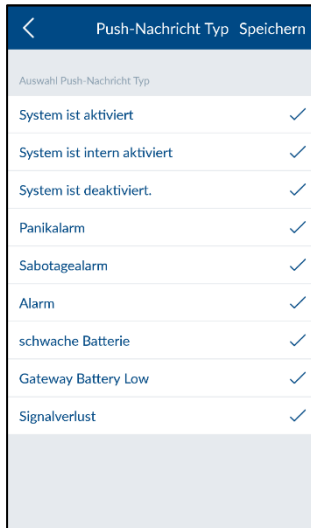 Push-Nachricht Typ Speichern
Auswahl Push-Nachricht Typ
System ist aktiviert
System ist intern aktiviert
System ist deaktiviert.
Panikalarm
Sabotagealarm
Alarm
schwache Batterie
Gateway Battery Low
Signalverlust